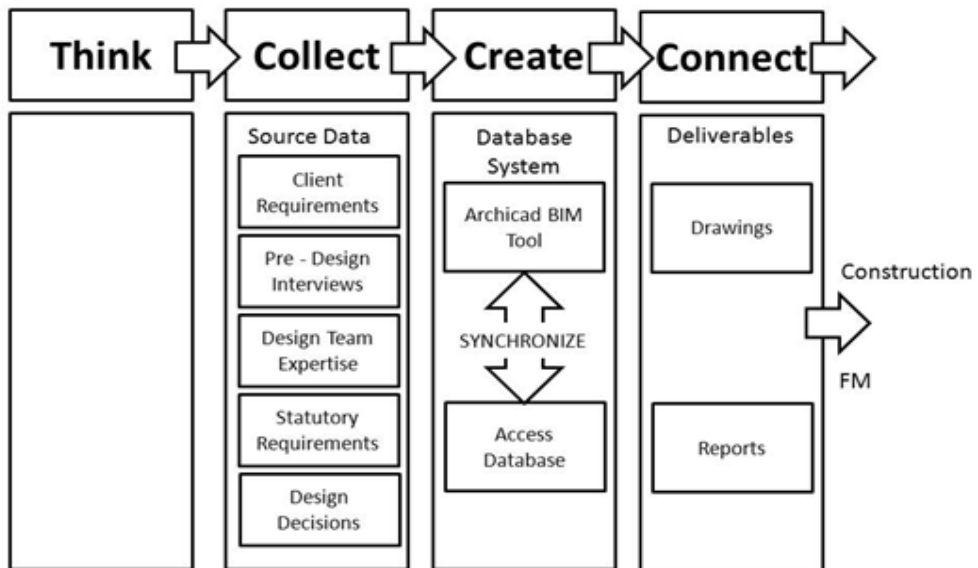 Think
Collect
Create
Connect
Source Data
Client
Requirements
Pre - Design
Interviews
Design Team
Expertise
Statutory
Requirements
Design
Decisions
Database
System
Archicad BIM
Tool
SYNCHRONIZE
Access
Database
Deliverables
Drawings
Reports
Construction
FM